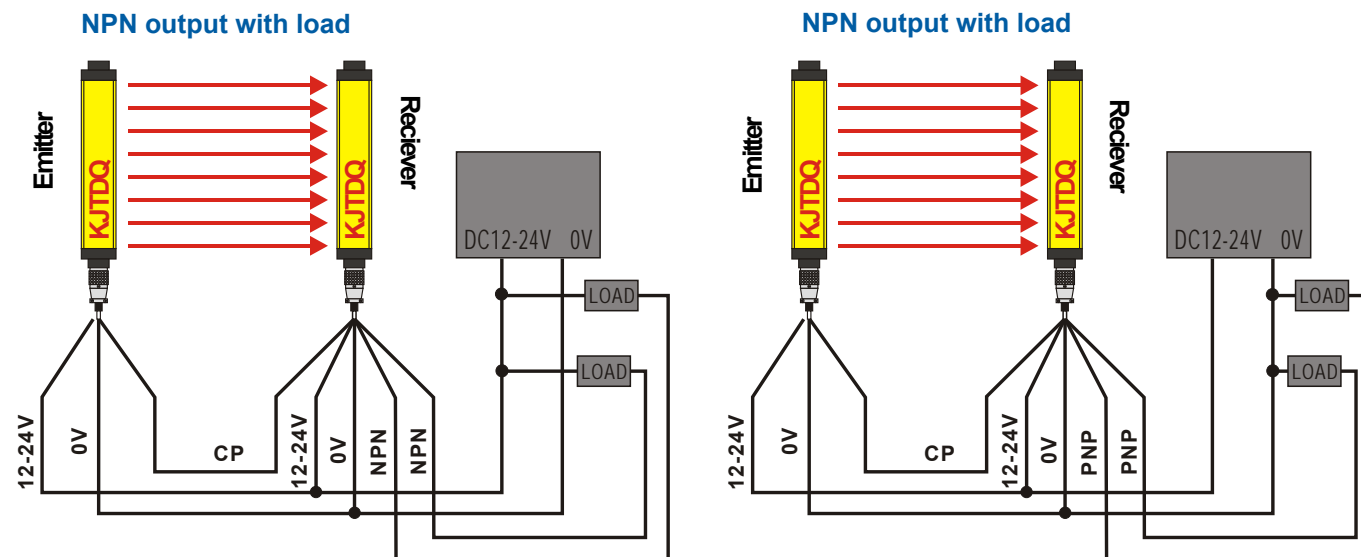 NPN output with load
Emitter
KJTDQ
KJTDQ
Reciever
DC12-24V 0V
LOAD
LOAD
12-24V
0V
CP
12-24V
0V
NPN
NPN
NPN output with load
Emitter
KJTDQ
KJTDQ
Reciever
DC12-24V 0V
LOAD
LOAD
12-24V
0V
CP
12-24V
0V
PNP
PNP